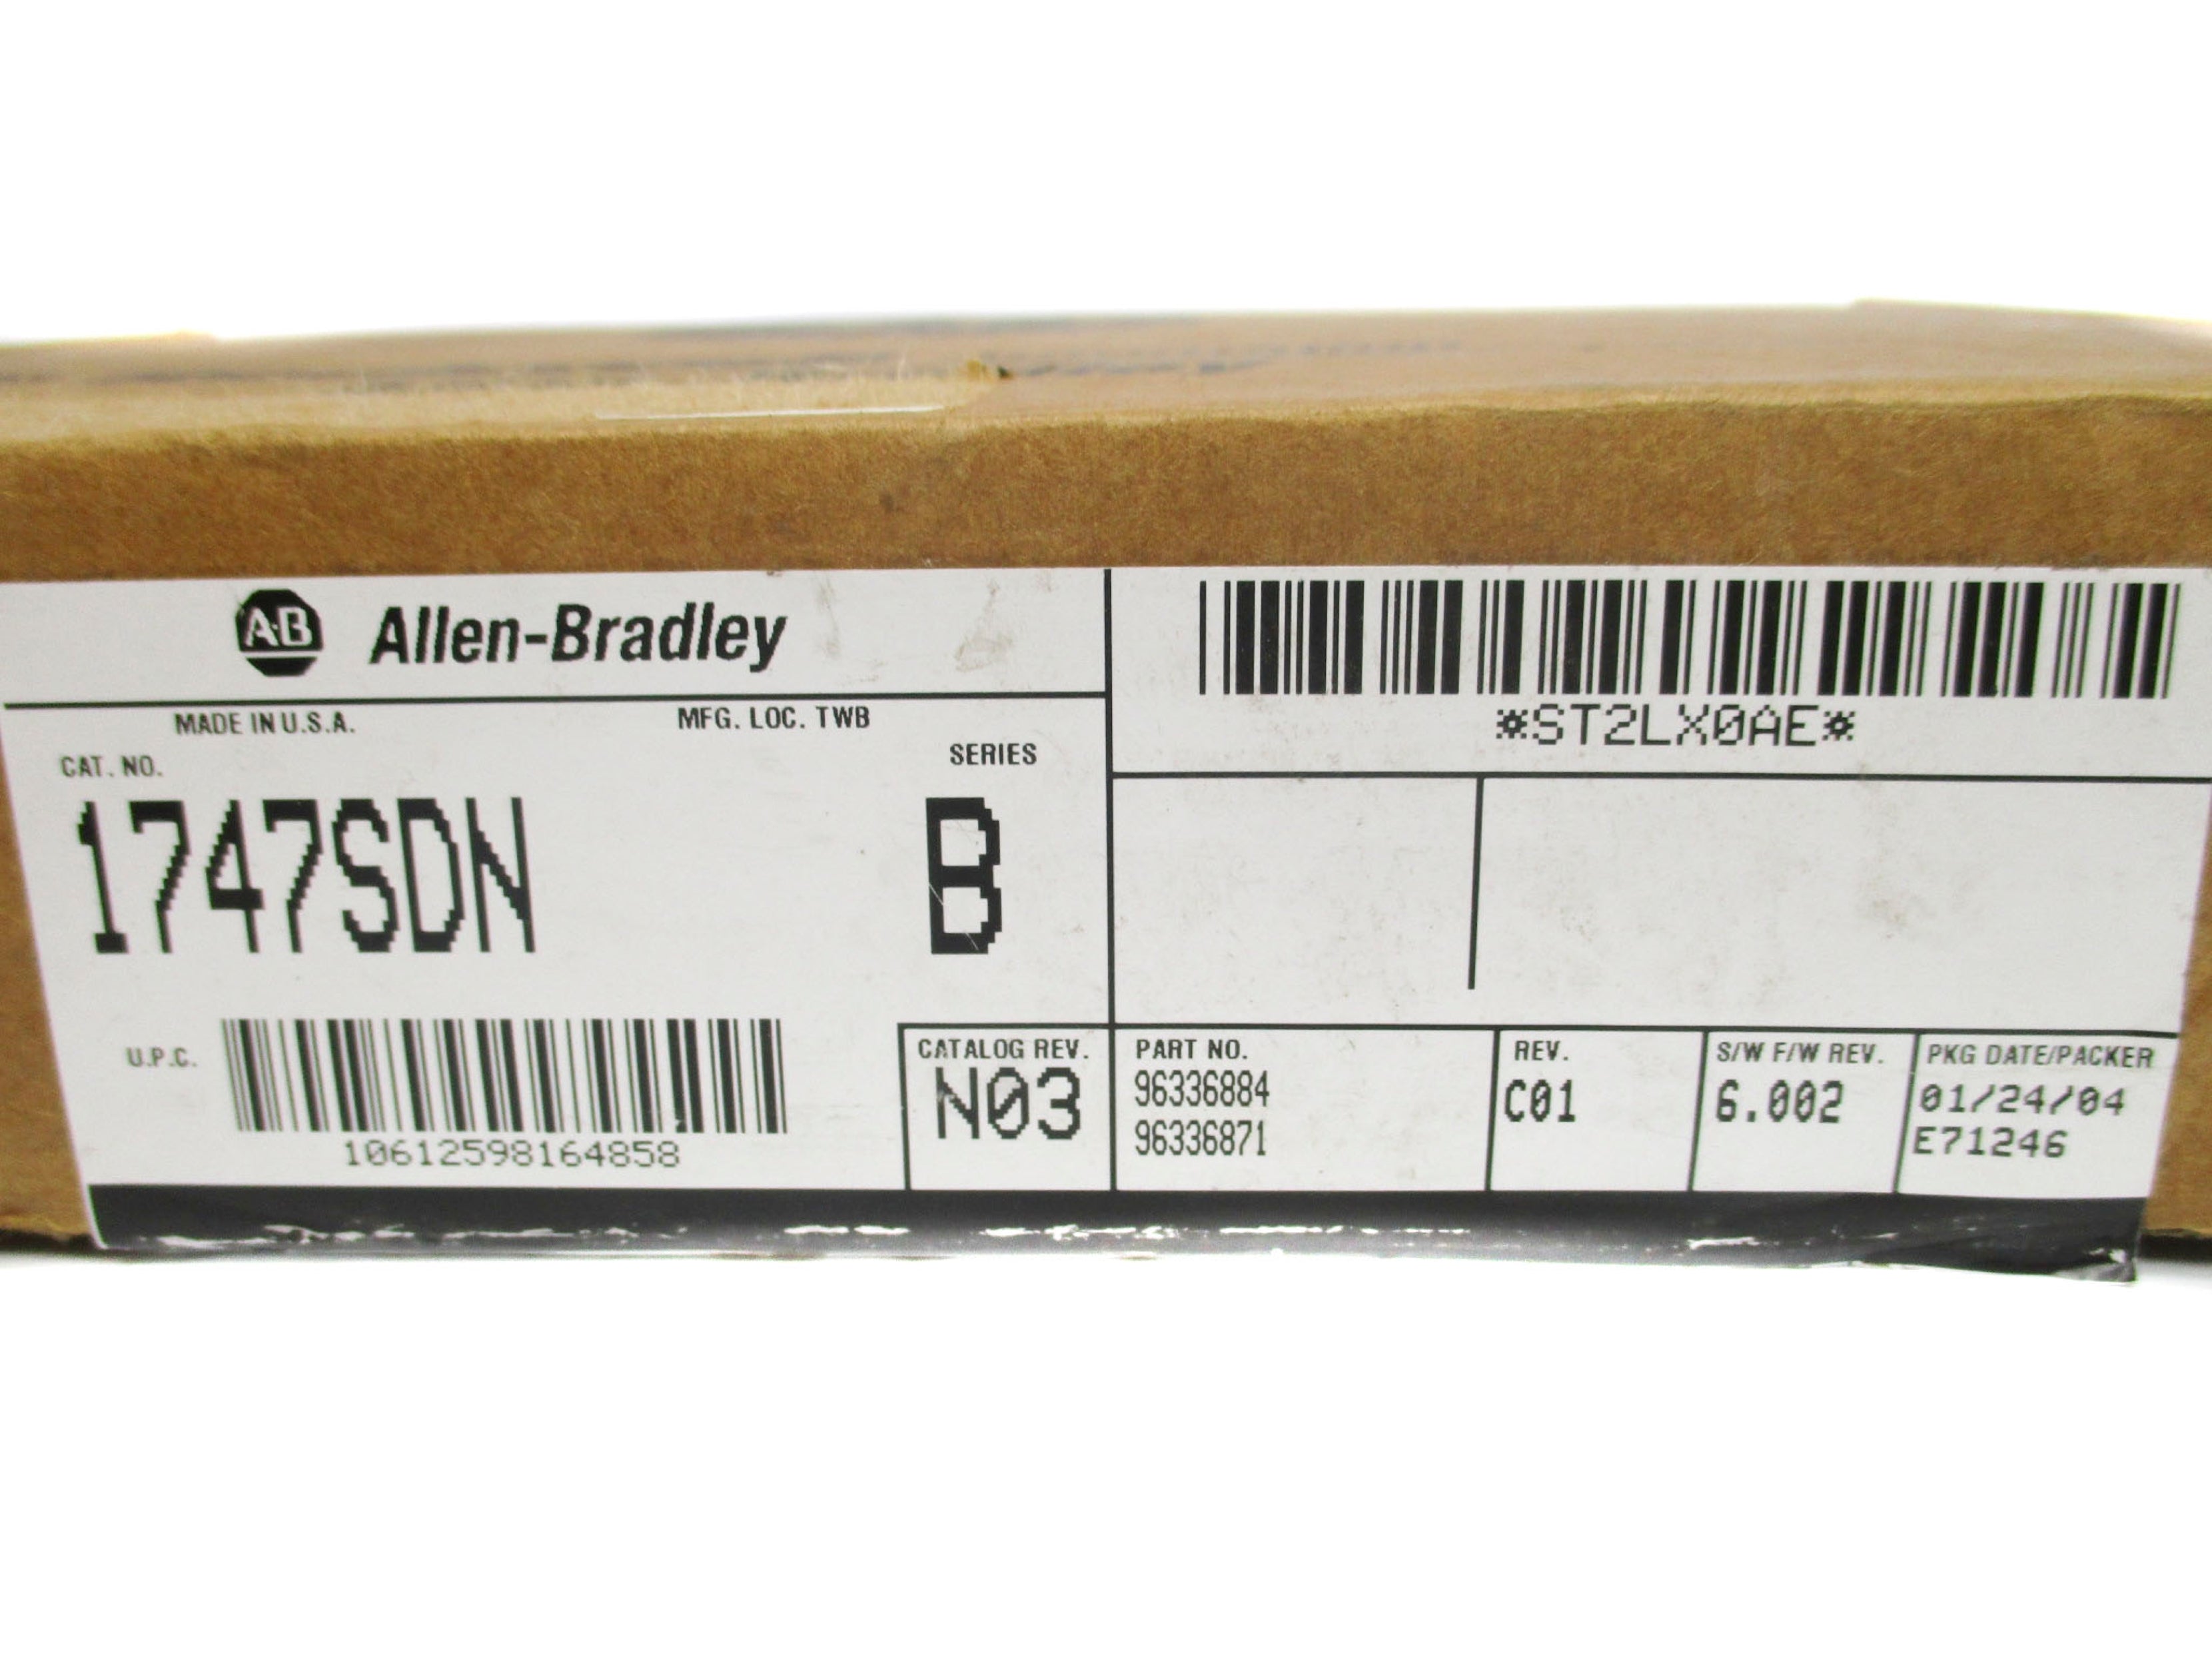 A·B Allen-Bradley
MADE IN U.S.A.
MFG. LOC. TWB
CAT. NO.
SERIES
1747SDN
B
U.P.C.
10612598164858
CATALOG REV.
N03
*ST2LX0AE*
PART NO.
96336884
96336871
REV.
C01
S/W F/W REV.
6.002
PKG DATE/PACKER
01/24/04
E71246